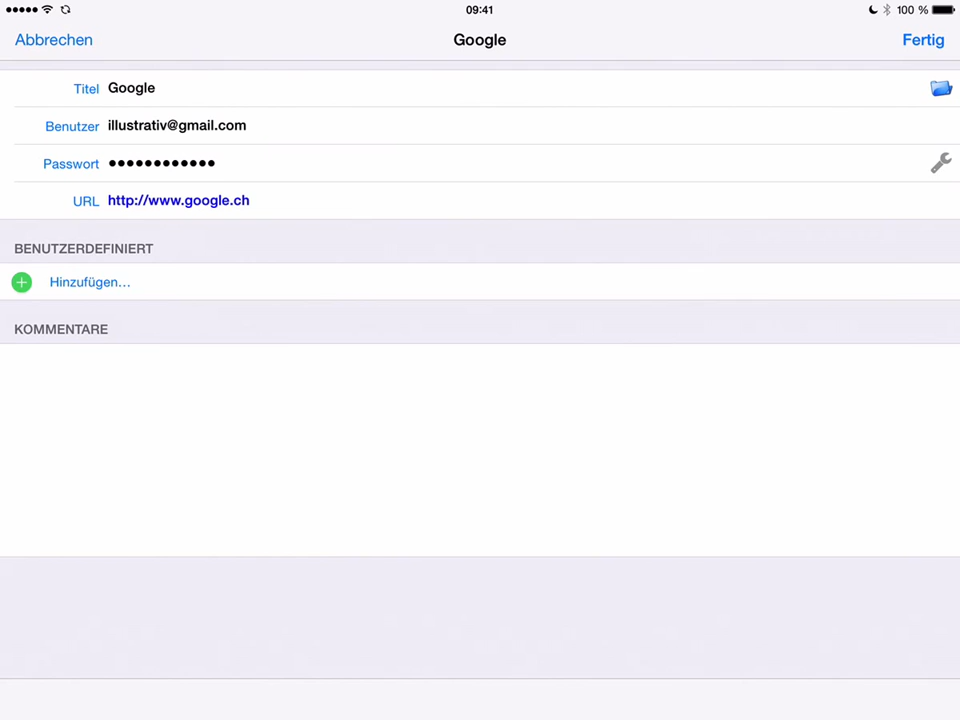 09:41
100 %
Abbrechen
Google
Fertig
Titel Google
Benutzer illustrativ@gmail.com
Passwort ●●●●●●●●●●●●
URL http://www.google.ch
BENUTZERDEFINIERT
Hinzufügen...
KOMMENTARE